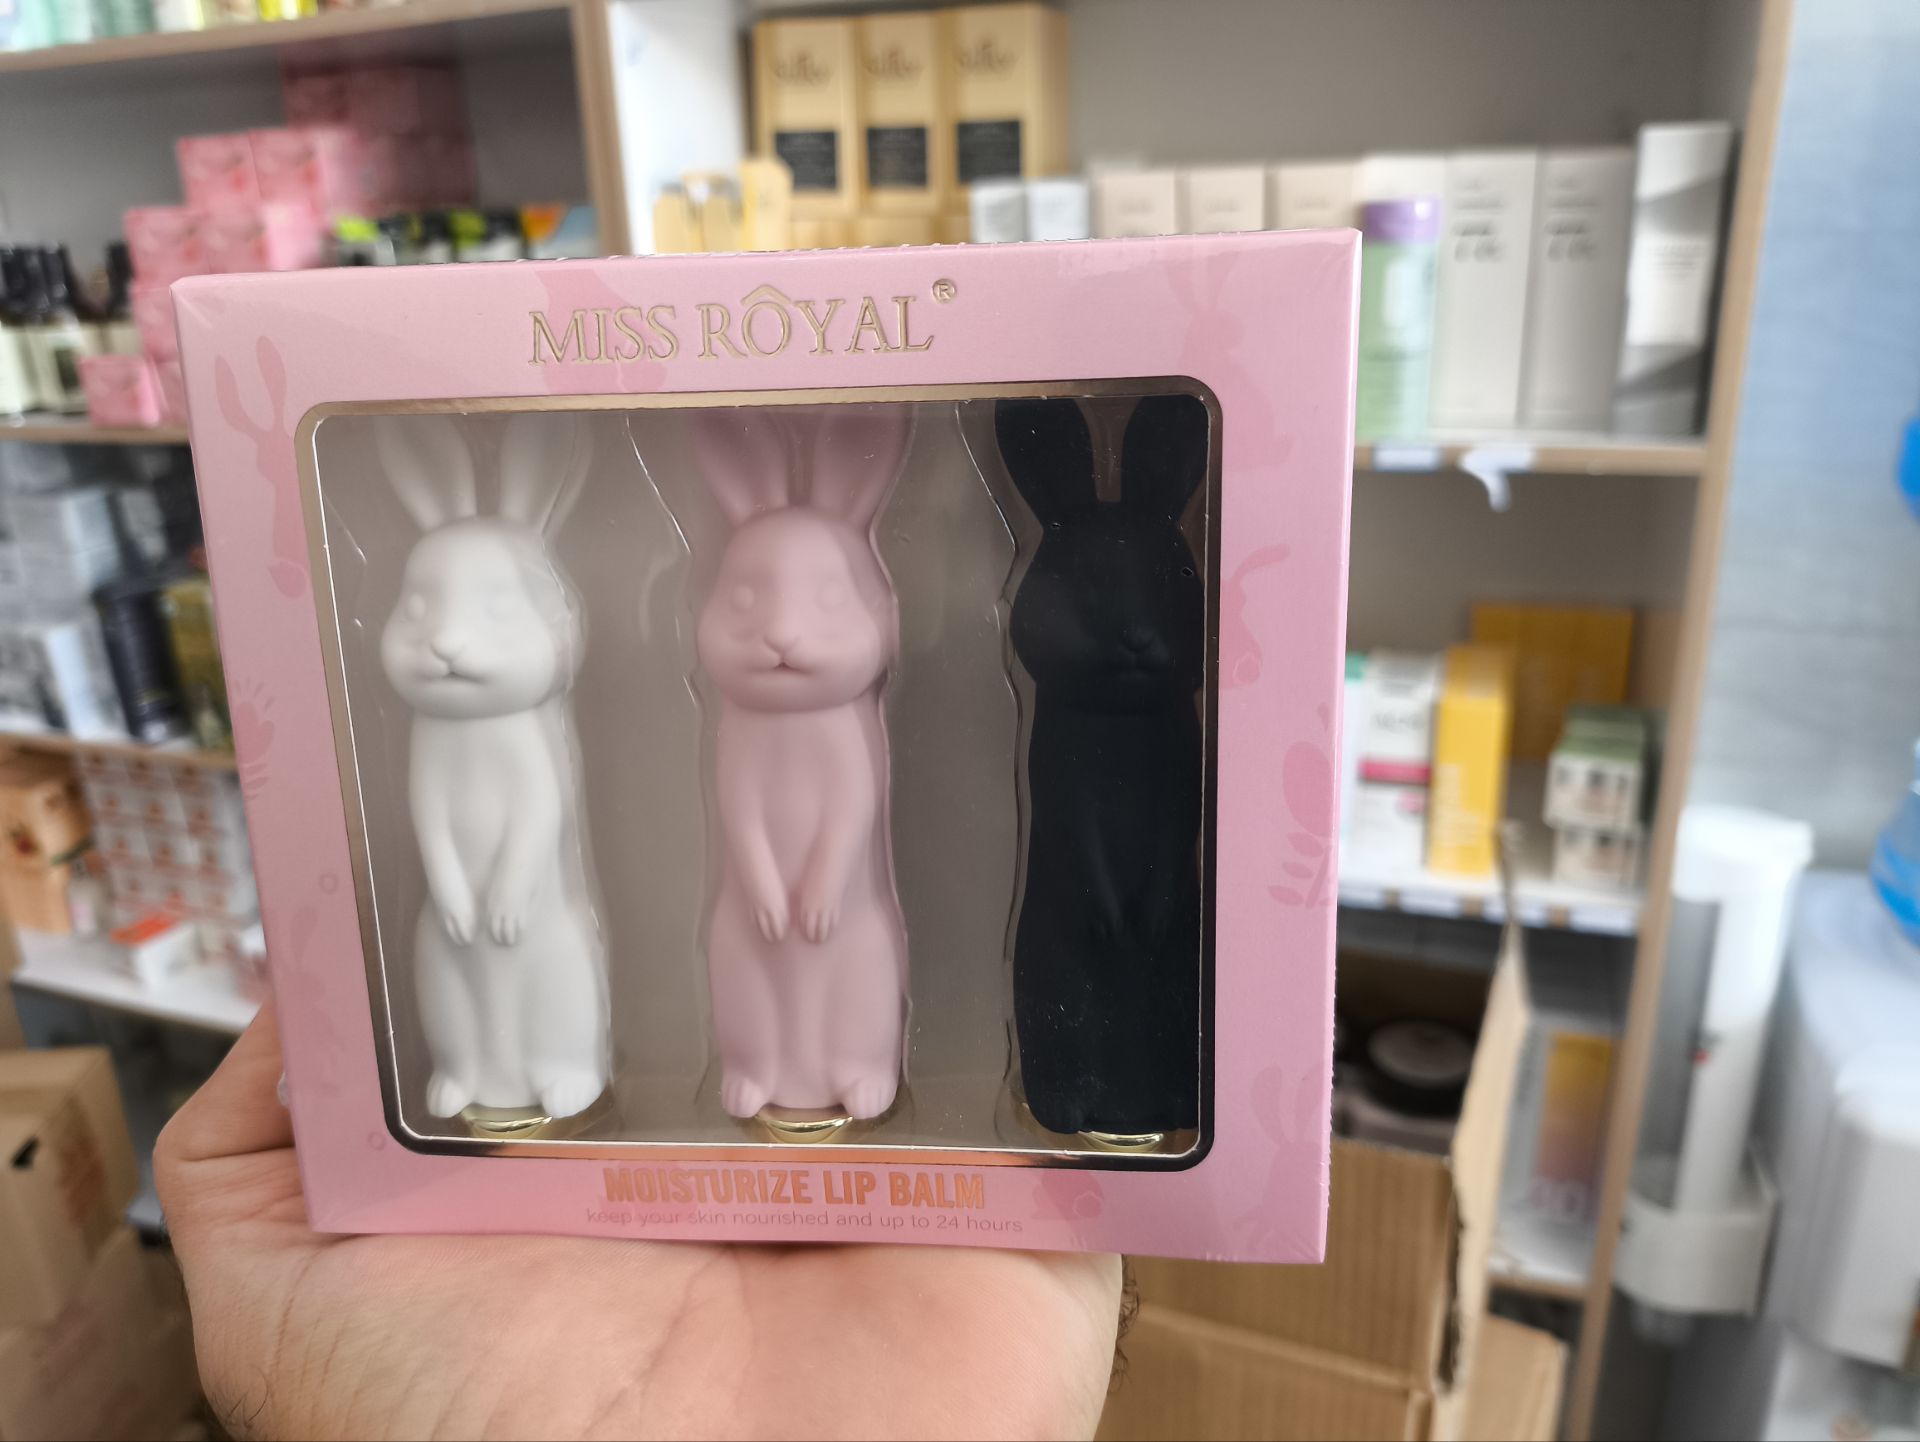 MISS RÔYAL®
MOISTURIZE LIP BALM
keep your skin nourished and up to 24 hours